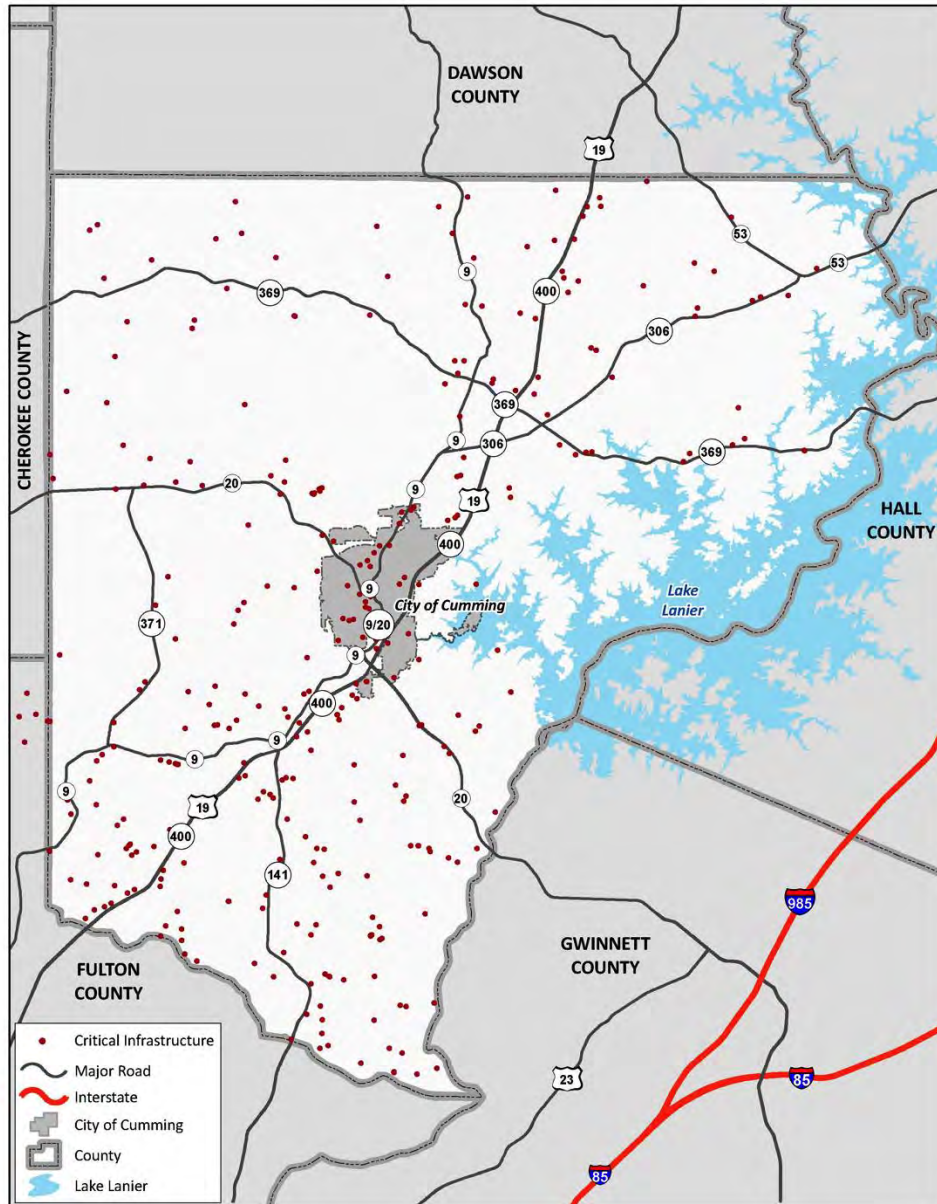 DAWSON
COUNTY
19
53
9
53
369
400
306
CHEROKEE COUNTY
369
9
306
369
20
9
19
HALL
COUNTY
400
9
City of Cumming
Lake
Lanier
371
9/20
9
400
9
9
9
19
20
400
141
985
GWINNETT
COUNTY
FULTON
COUNTY
Critical Infrastructure
Major Road
Interstate
City of Cumming
County
Lake Lanier
23
85
85